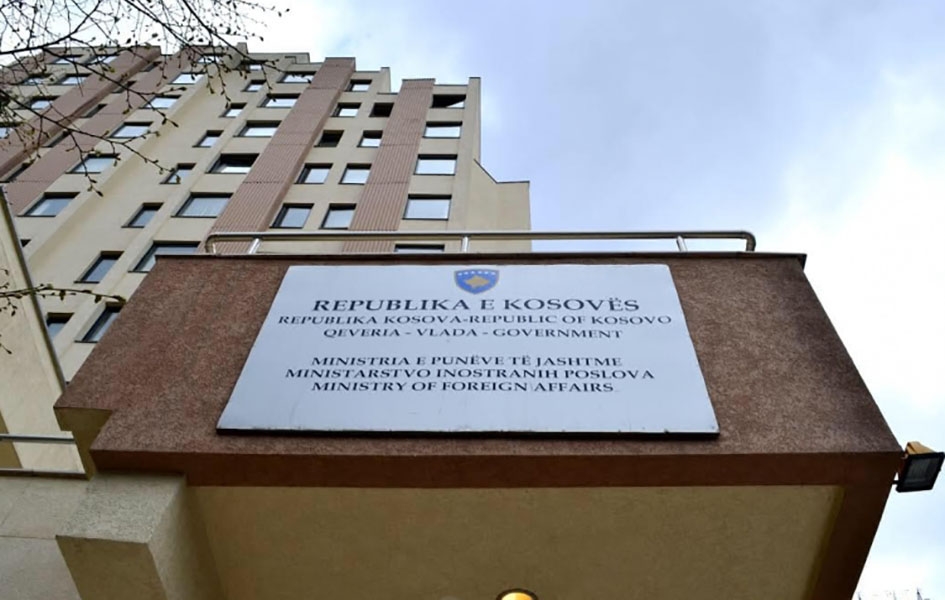 REPUBLIKA E KOSOVËS
REPUBLIKA KOSOVA-REPUBLIC OF KOSOVO
QEVERIA - VLADA - GOVERNMENT
MINISTRIA E PUNËVE TË JASHTME
MINISTARSTVO INOSTRANIH POSLOVA
MINISTRY OF FOREIGN AFFAIRS